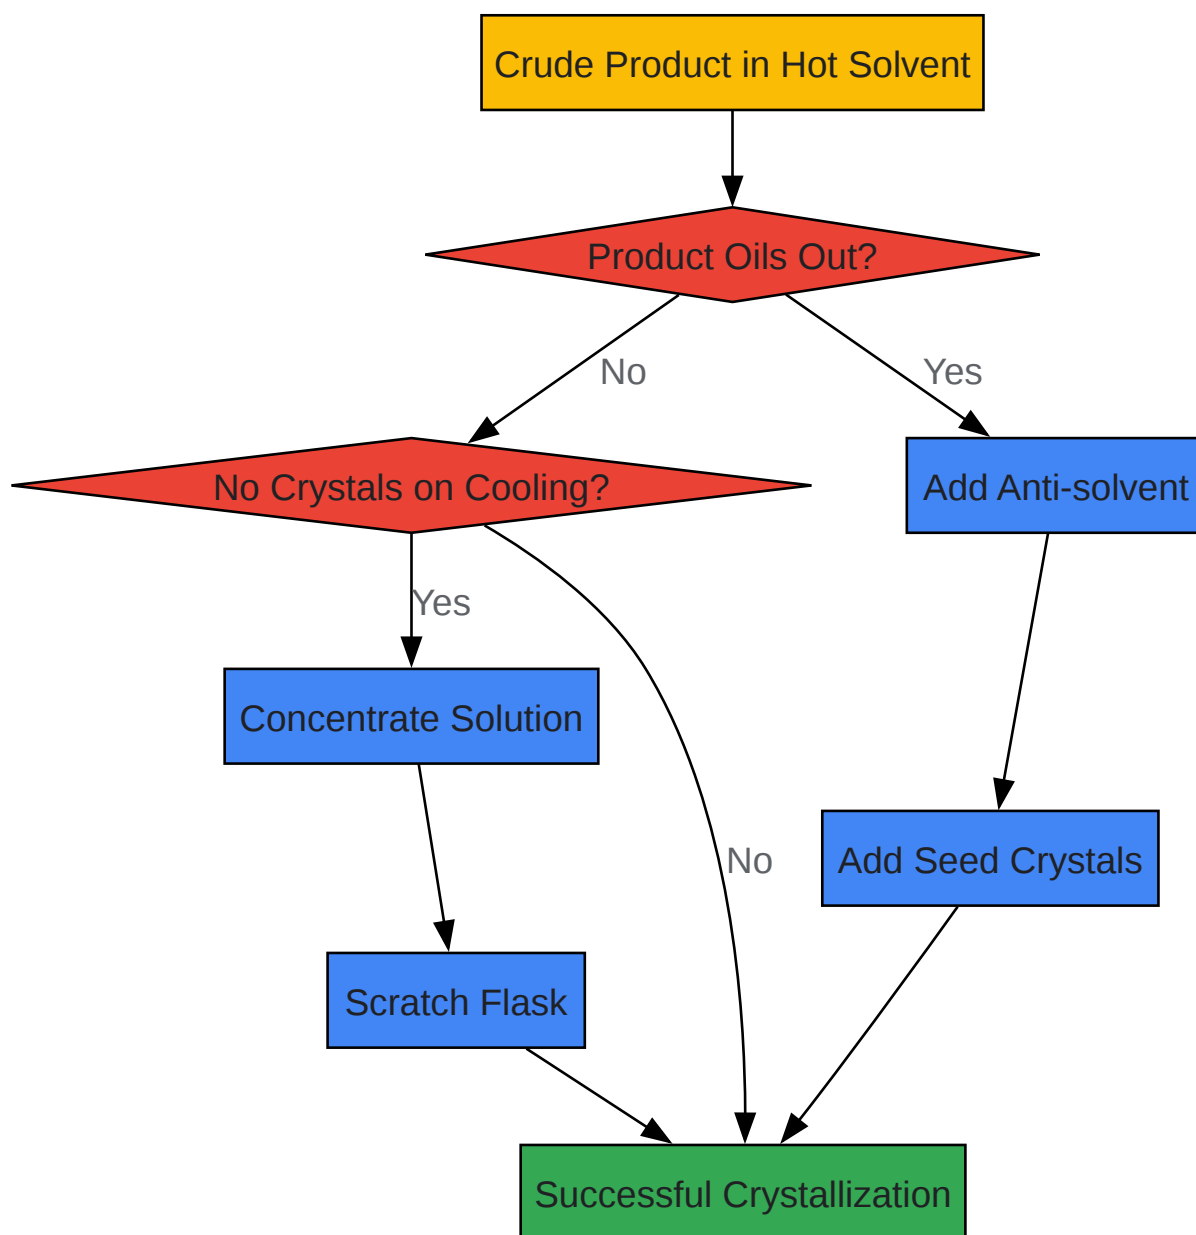 Crude Product in Hot Solvent
Product Oils Out?
No
Yes
No Crystals on Cooling?
Add Anti-solvent
Yes
Concentrate Solution
No
Add Seed Crystals
Scratch Flask
Successful Crystallization